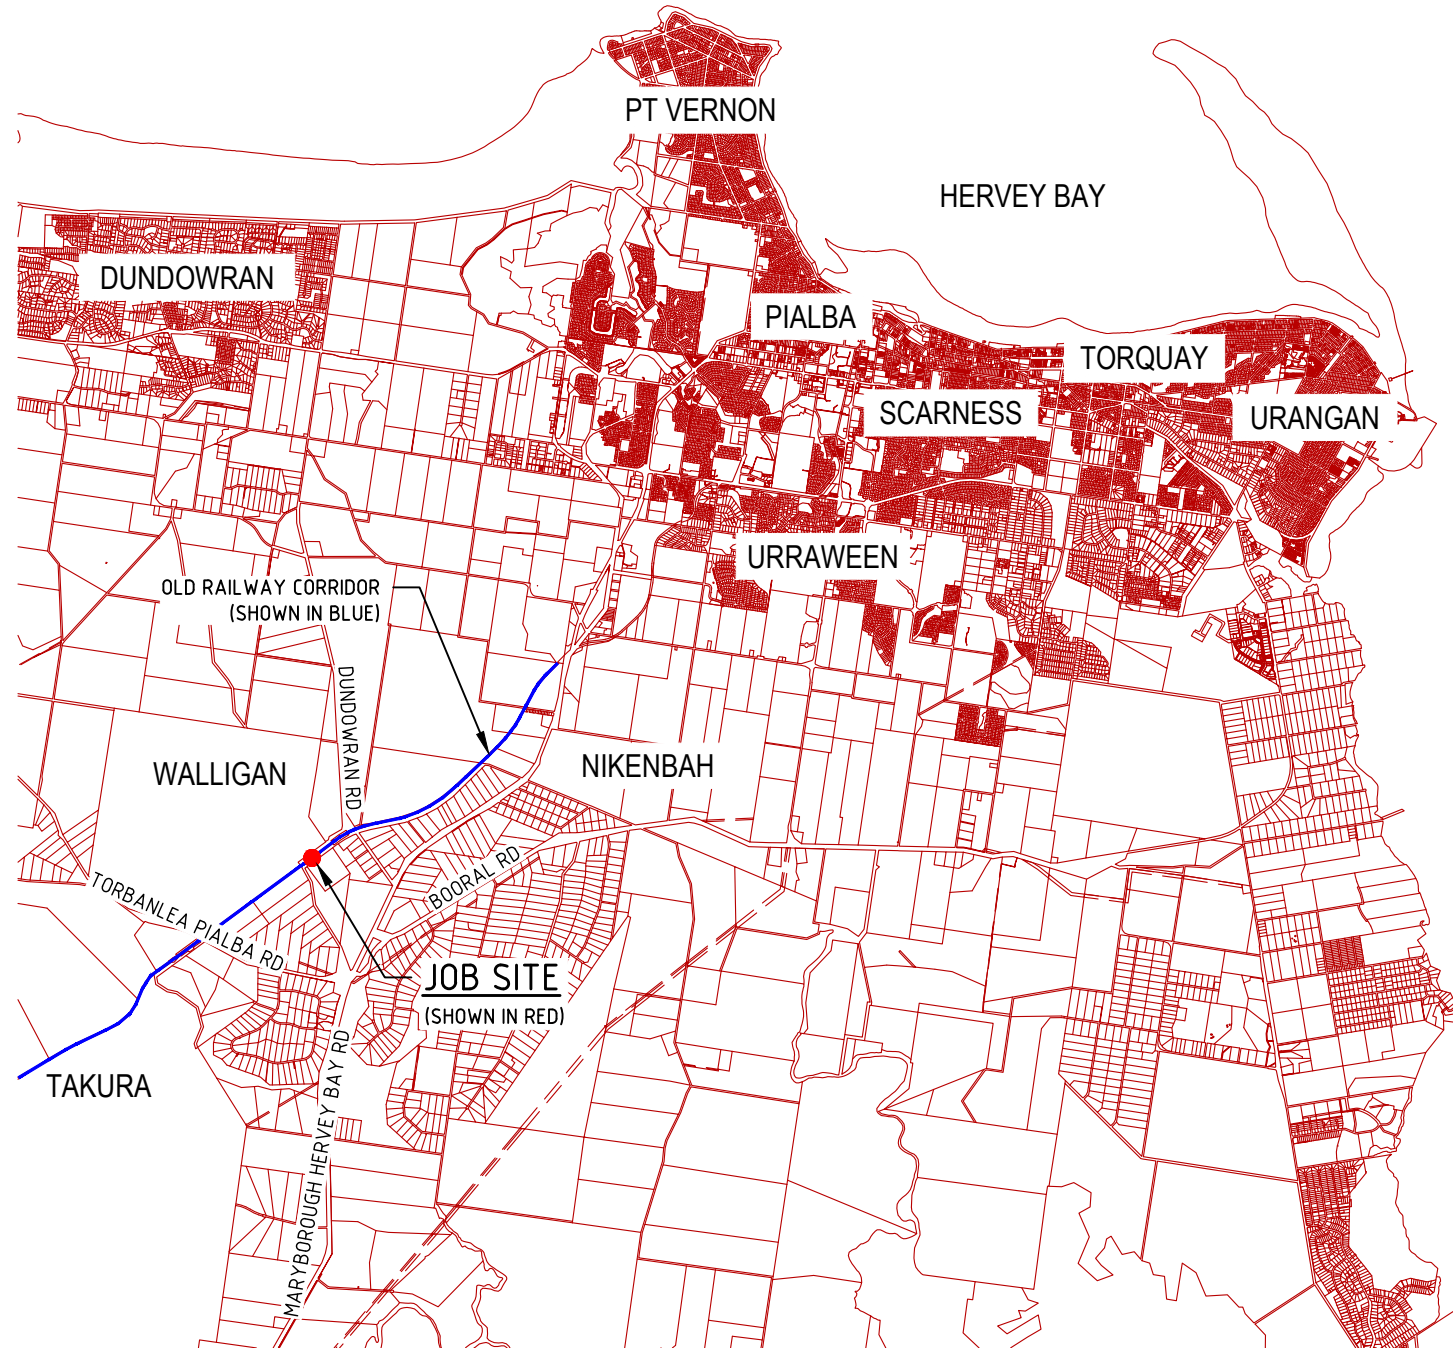 PT VERNON
HERVEY BAY
DUNDOWRAN
PIALBA
TORQUAY
SCARNESS
URANGAN
URRAWEEN
OLD RAILWAY CORRIDOR
(SHOWN IN BLUE)
DUNDOWRAN RD
WALLIGAN
NIKENBAH
BOORAL RD
TORBANLEA PIALBA RD
JOB SITE
(SHOWN IN RED)
TAKURA
MARYBOROUGH HERVEY BAY RD